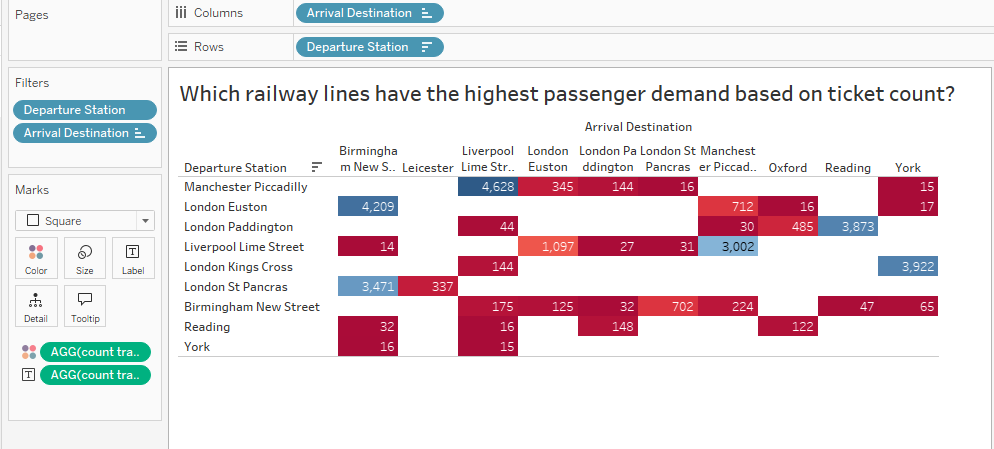 Pages
Columns
Arrival Destination
Rows
Departure Station
Filters
Departure Station
Arrival Destination
Marks
Square
Color
Size
Label
Detail
Tooltip
AGG(count tra..
AGG(count tra..
Which railway lines have the highest passenger demand based on ticket count?
Arrival Destination
Departure Station
Birmingha
m New S..
Leicester
Liverpool
Lime Str..
London
Euston
London Pa
ddington
London St
Pancras
Manchest
er Piccad..
Oxford
Reading
York
Manchester Piccadilly 4,628 345 144 16 15
London Euston 4,209 712 16 17
London Paddington 44 30 485 3,873
Liverpool Lime Street 14 1,097 27 31 3,002
London Kings Cross 144 3,922
London St Pancras 3,471 337
Birmingham New Street 175 125 32 702 224 47 65
Reading 32 16 148 122
York 16 15